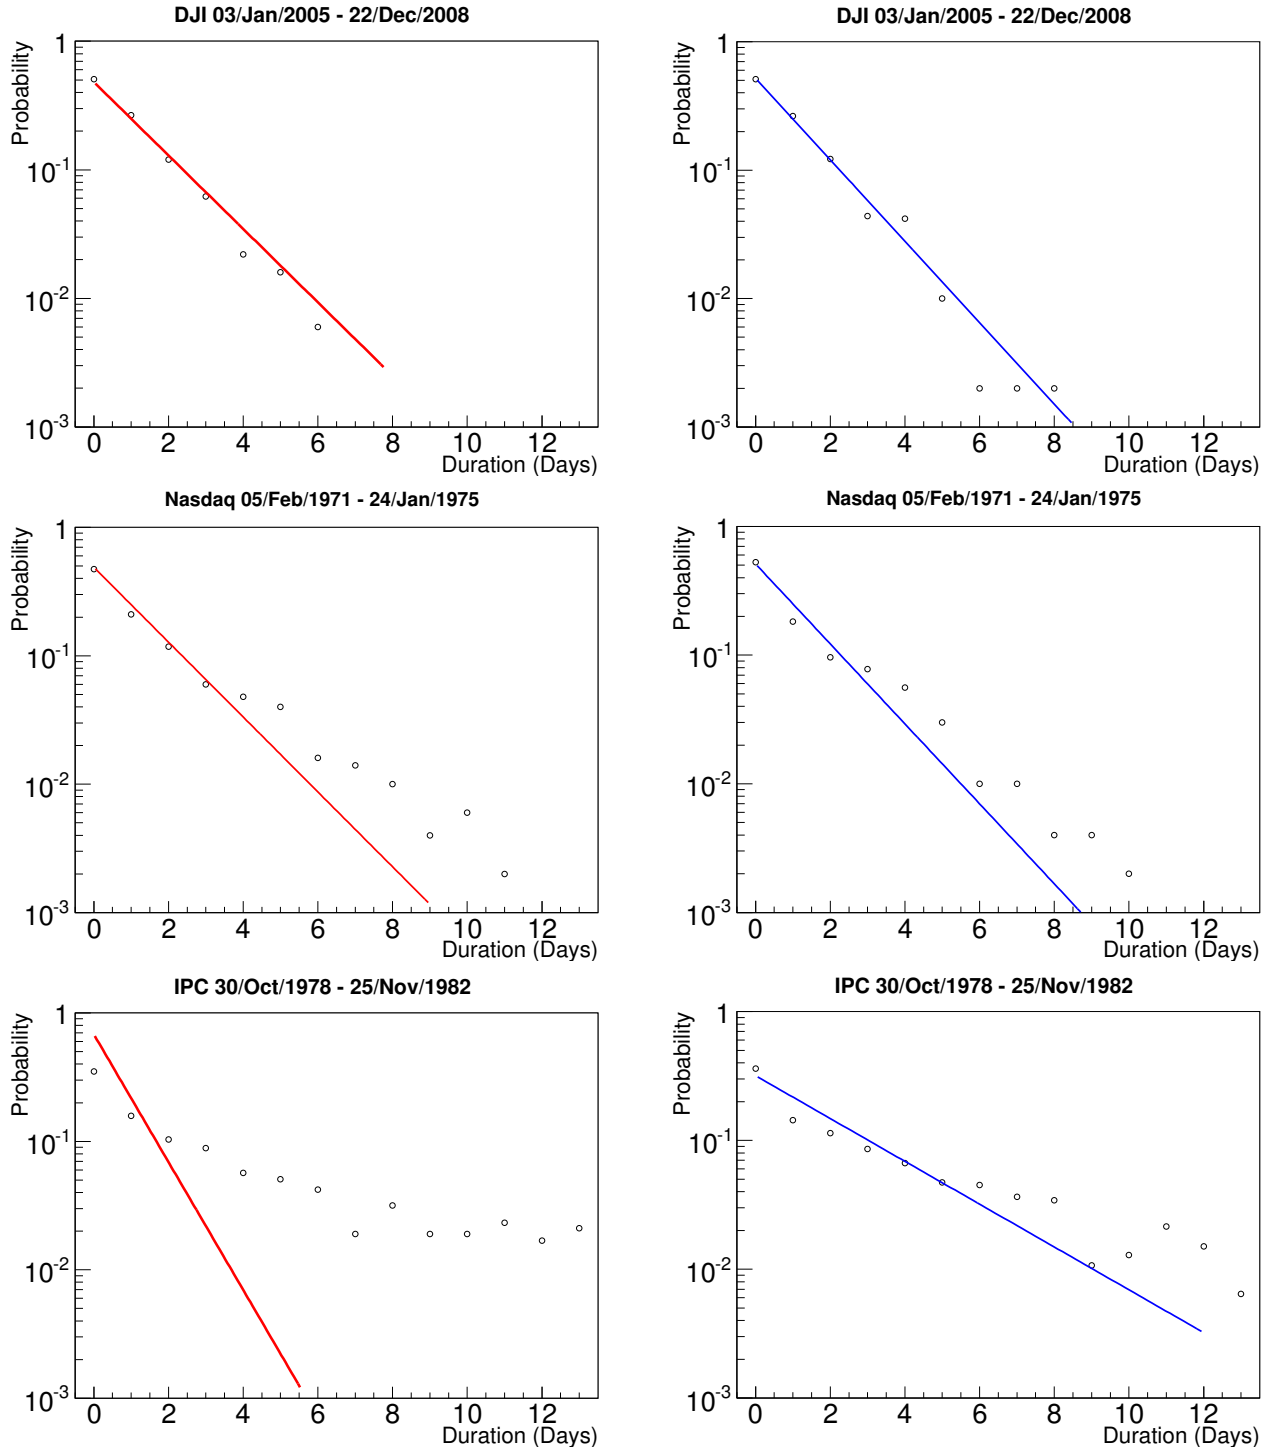 DJI 03/Jan/2005 - 22/Dec/2008
Probability
1
10-1
10-2
10-3
0 2 4 6 8 10 12
Duration (Days)
DJI 03/Jan/2005 - 22/Dec/2008
Probability
1
10-1
10-2
10-3
0 2 4 6 8 10 12
Duration (Days)
Nasdaq 05/Feb/1971 - 24/Jan/1975
Probability
1
10-1
10-2
10-3
0 2 4 6 8 10 12
Duration (Days)
Nasdaq 05/Feb/1971 - 24/Jan/1975
Probability
1
10-1
10-2
10-3
0 2 4 6 8 10 12
Duration (Days)
IPC 30/Oct/1978 - 25/Nov/1982
Probability
1
10-1
10-2
10-3
0 2 4 6 8 10 12
Duration (Days)
IPC 30/Oct/1978 - 25/Nov/1982
Probability
1
10-1
10-2
10-3
0 2 4 6 8 10 12
Duration (Days)